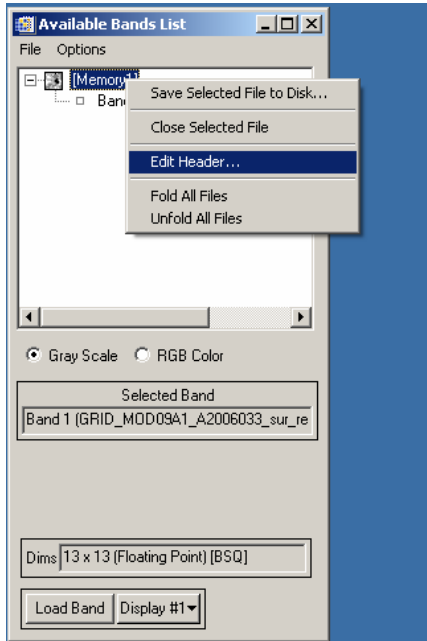 Available Bands List
File Options
[Memory1]
Band
Save Selected File to Disk...
Close Selected File
Edit Header...
Fold All Files
Unfold All Files
Gray Scale RGB Color
Selected Band
Band 1 (GRID_MOD09A1_A2006033_sur_re
Dims 13 x 13 (Floating Point) [BSQ]
Load Band Display #1